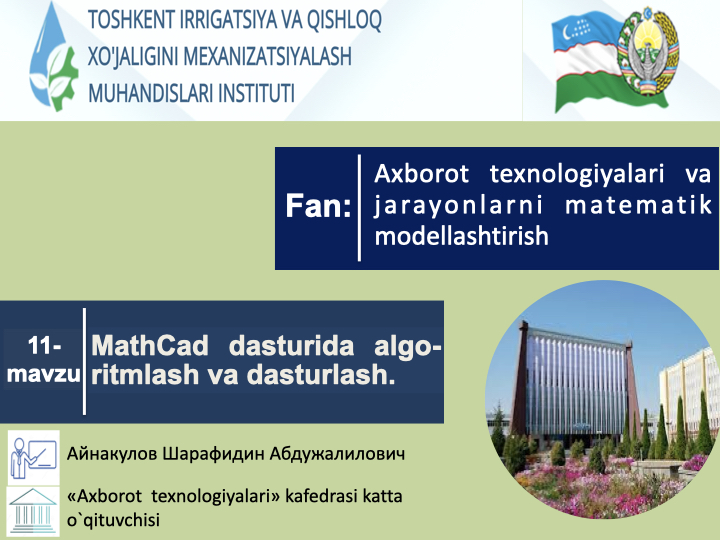 TOSHKENT IRRIGATSIYA VA QISHLOQ
XO'JALIGINI MEXANIZATSIYALASH
MUHANDISLARI INSTITUTI
Fan:
Axborot texnologiyalari va
jarayonlarni matematik
modellashtirish
11-
mavzu
MathCad dasturida algo-
ritmlash va dasturlash.
Айнакулов Шарафидин Абдужалилович
«Axborot texnologiyalari» kafedrasi katta
o`qituvchisi